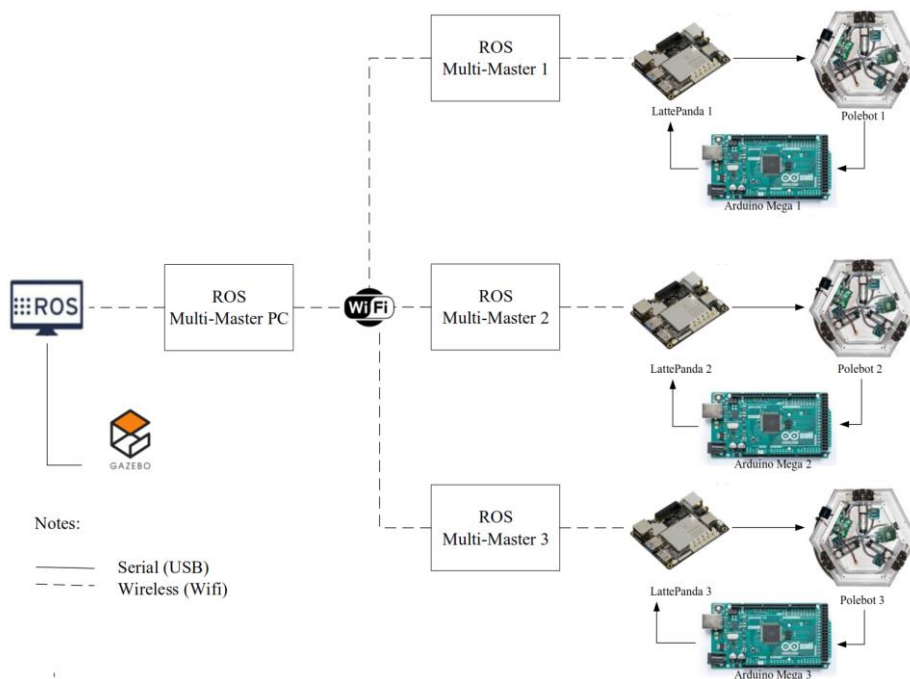 ROS
Multi-Master 1
LattePanda 1
Polebot 1
Arduino Mega 1
ROS
ROS
Multi-Master PC
WiFi
ROS
Multi-Master 2
LattePanda 2
Polebot 2
Arduino Mega 2
GAZEBO
ROS
Multi-Master 3
LattePanda 3
Polebot 3
Arduino Mega 3
Notes:
Serial (USB)
Wireless (Wifi)